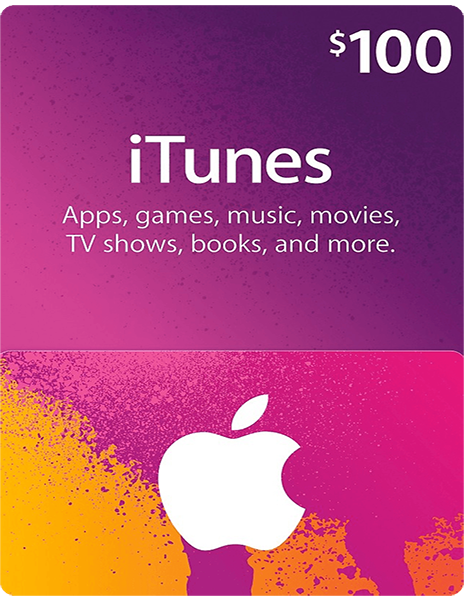 $100
iTunes
Apps, games, music, movies,
TV shows, books, and more.